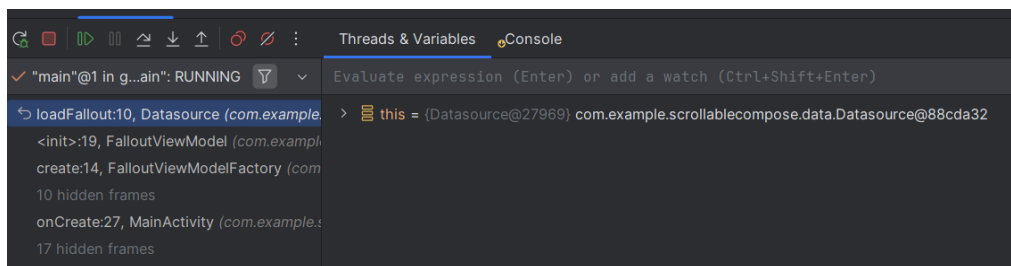 Threads & Variables Console
"main"@1 in g...ain": RUNNING
Evaluate expression (Enter) or add a watch (Ctrl+Shift+Enter)
loadFallout:10, Datasource (com.example.
this = {Datasource@27969} com.example.scrollablecompose.data.Datasource@88cda32
<init>:19, FalloutViewModel (com.exampl
create:14, FalloutViewModelFactory (com
10 hidden frames
onCreate:27, MainActivity (com.example.s
17 hidden frames